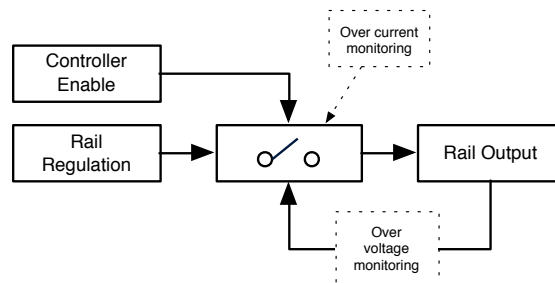 Over current
monitoring
Controller
Enable
Rail
Regulation
Rail Output
Over
voltage
monitoring